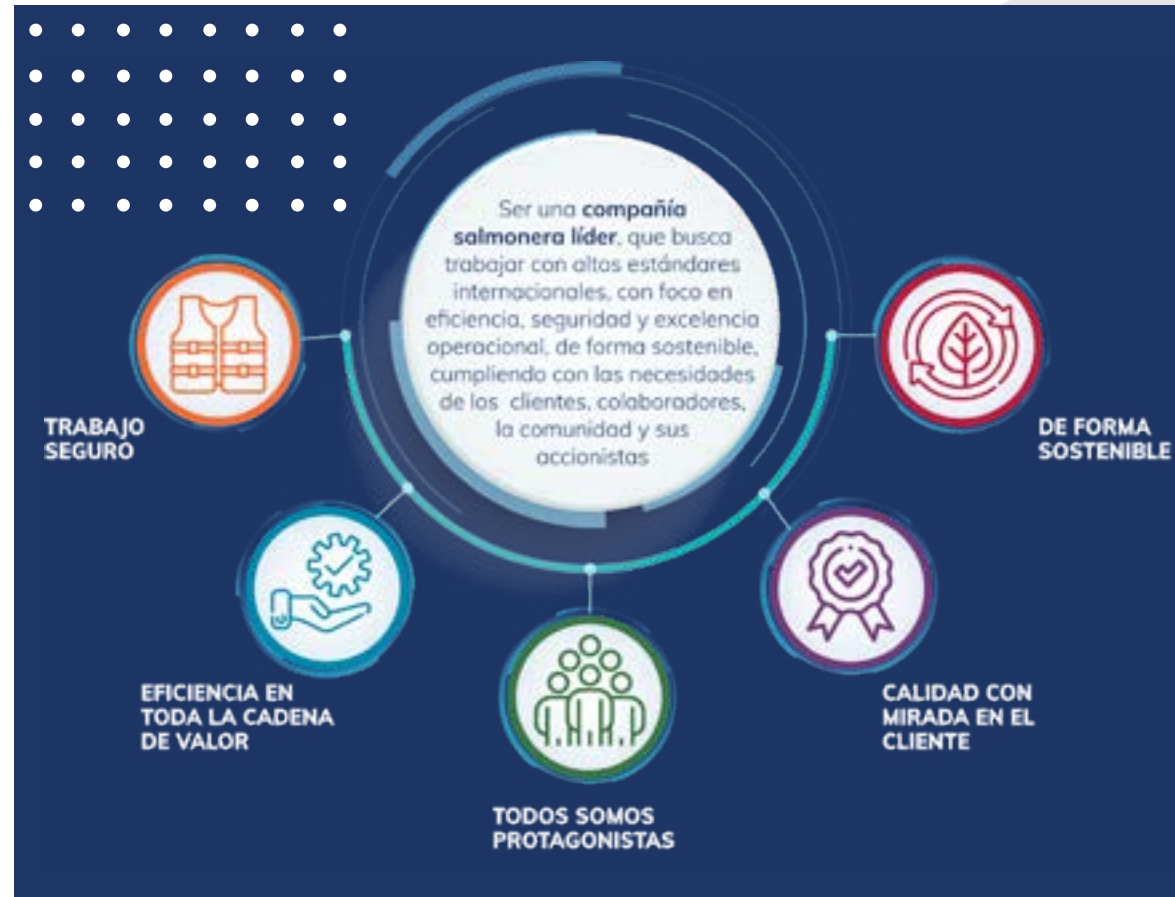 Ser una compañía
salmonera líder, que busca
trabajar con altos estándares
internacionales, con foco en
eficiencia, seguridad y excelencia
operacional, de forma sostenible,
cumpliendo con las necesidades
de los clientes, colaboradores,
la comunidad y sus
accionistas
TRABAJO
SEGURO
EFICIENCIA EN
TODA LA CADENA
DE VALOR
TODOS SOMOS
PROTAGONISTAS
CALIDAD CON
MIRADA EN EL
CLIENTE
DE FORMA
SOSTENIBLE